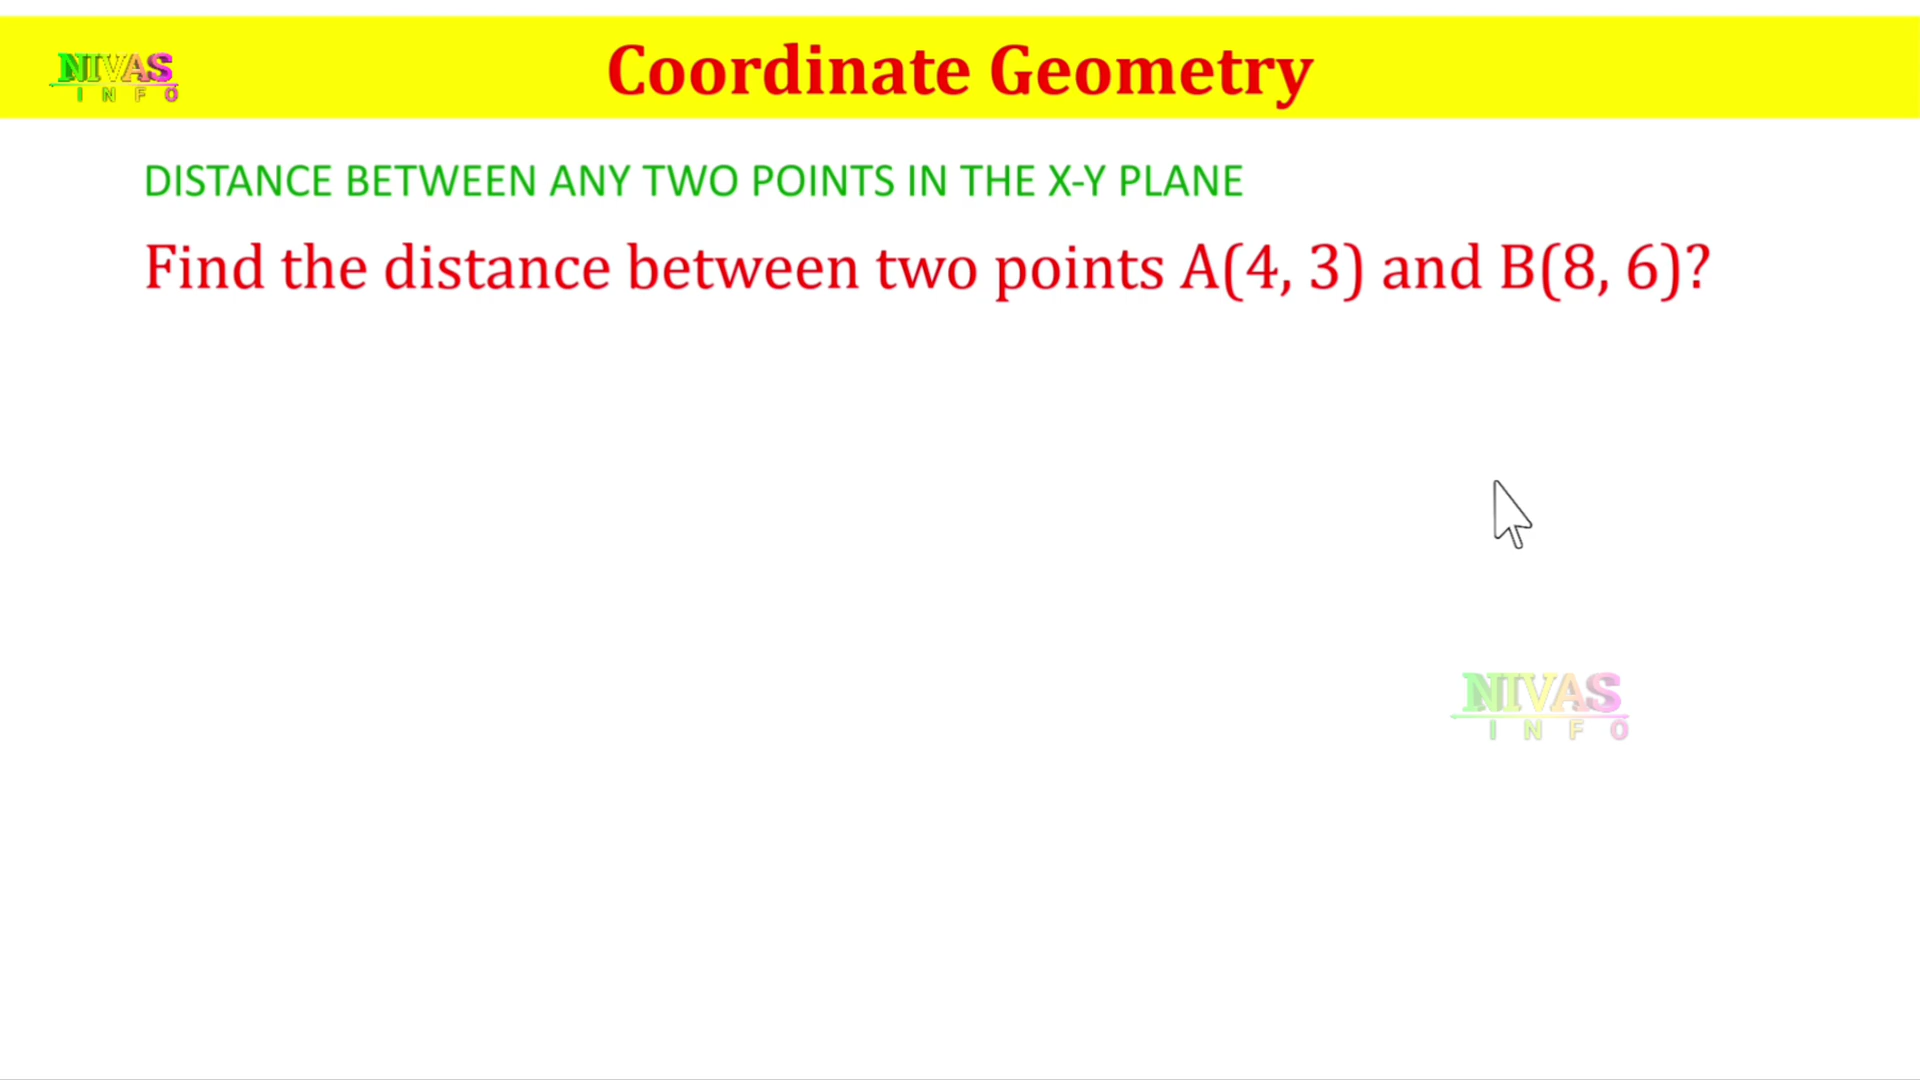 NIVAS
INFO
Coordinate Geometry
DISTANCE BETWEEN ANY TWO POINTS IN THE X-Y PLANE
Find the distance between two points A(4, 3) and B(8, 6)?
NIVAS
INFO